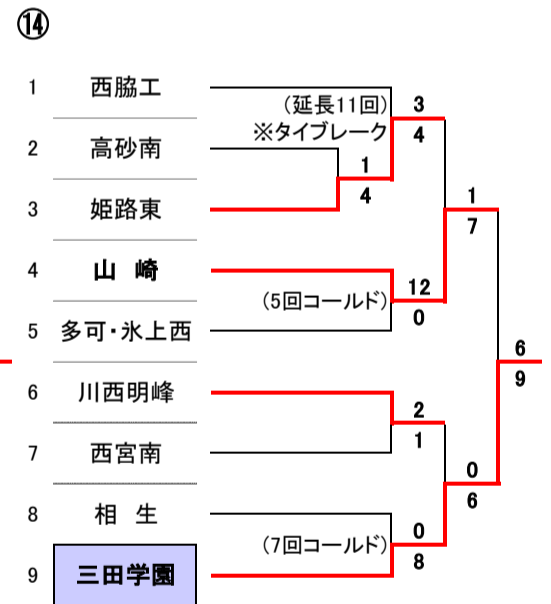 ⑭
1 西脇工
(延長11回) 3
※タイブレーク 4
2 高砂南
1
4
3 姫路東
1
7
4 山 崎
(5回コールド) 12
0
5 多可・氷上西
6
9
6 川西明峰
2
1
7 西宮南
0
6
8 相 生
(7回コールド) 0
8
9 三田学園